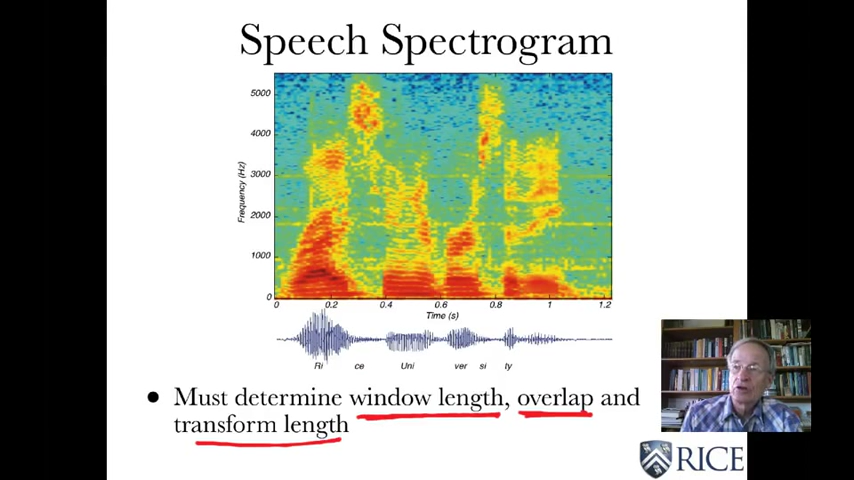 Speech Spectrogram
5000
4000
3000
2000
1000
0
Frequency (Hz)
0 0.2 0.4 0.6 0.8 1 1.2
Time (s)
Ri ce Uni ver si ty
• Must determine window length, overlap and
transform length
RICE